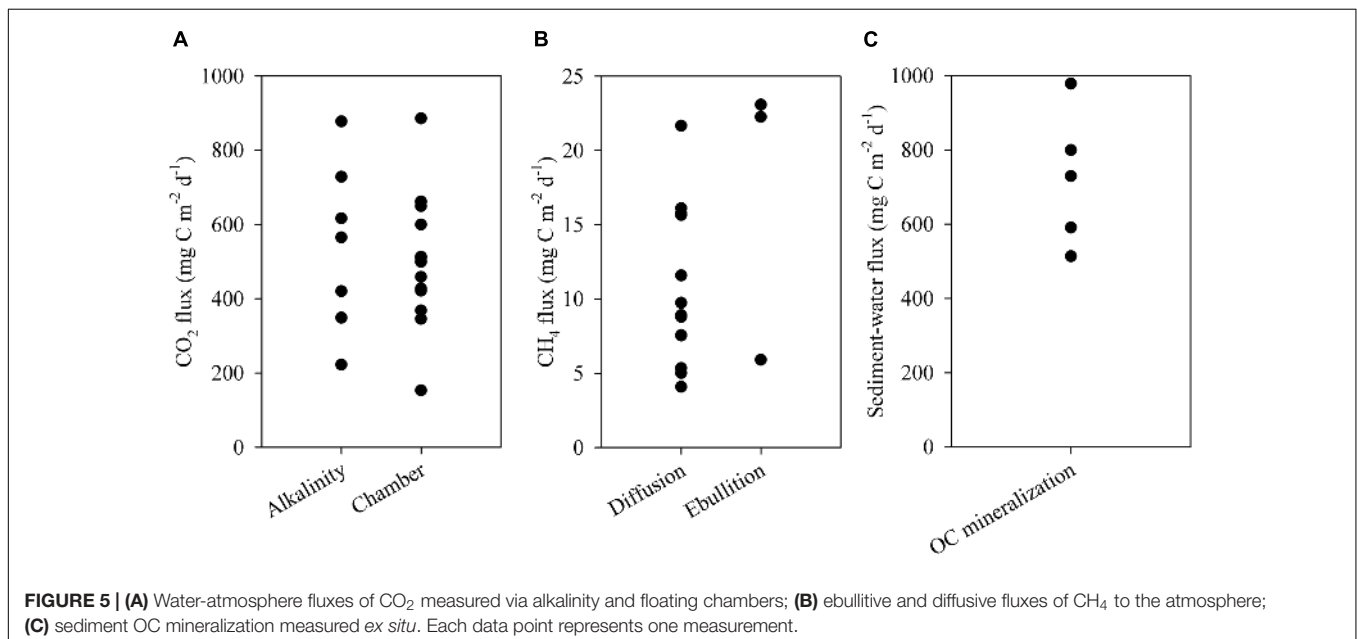 A
B
C
CO₂ flux (mg C m⁻² d⁻¹)
1000
800
600
400
200
0
Alkalinity
Chamber
CH₄ flux (mg C m⁻² d⁻¹)
25
20
15
10
5
0
Diffusion
Ebullition
Sediment-water flux (mg C m⁻² d⁻¹)
1000
800
600
400
200
0
OC mineralization
FIGURE 5 | (A) Water-atmosphere fluxes of CO₂ measured via alkalinity and floating chambers; (B) ebullitive and diffusive fluxes of CH₄ to the atmosphere;
(C) sediment OC mineralization measured ex situ. Each data point represents one measurement.